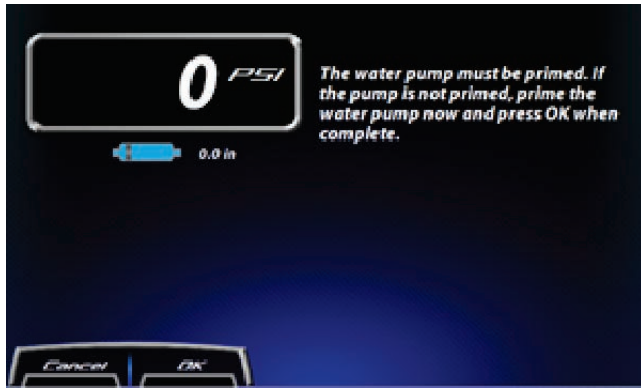 0 PSI
The water pump must be primed. If
the pump is not primed, prime the
water pump now and press OK when
complete.
0.0 in
Cancel OK